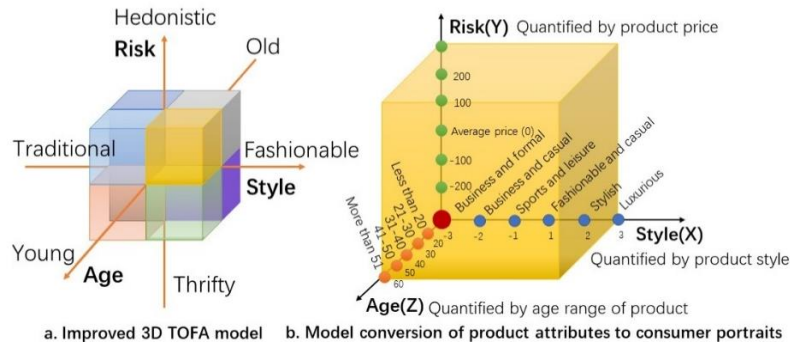 Hedonistic
Risk
Old
Traditional
Fashionable
Style
Young
Age
Thrifty
a. Improved 3D TOFA model
Risk(Y) Quantified by product price
200
100
Average price (0)
-100
-200
Business and formal
Business and casual
Sports and leisure
Fashionable and casual
Stylish
Luxurious
-3 -2 -1 1 2 3
Style(X)
Quantified by product style
Less than 20
21-30
31-40
41-50
More than 51
20
30
40
50
60
Age(Z) Quantified by age range of product
b. Model conversion of product attributes to consumer portraits